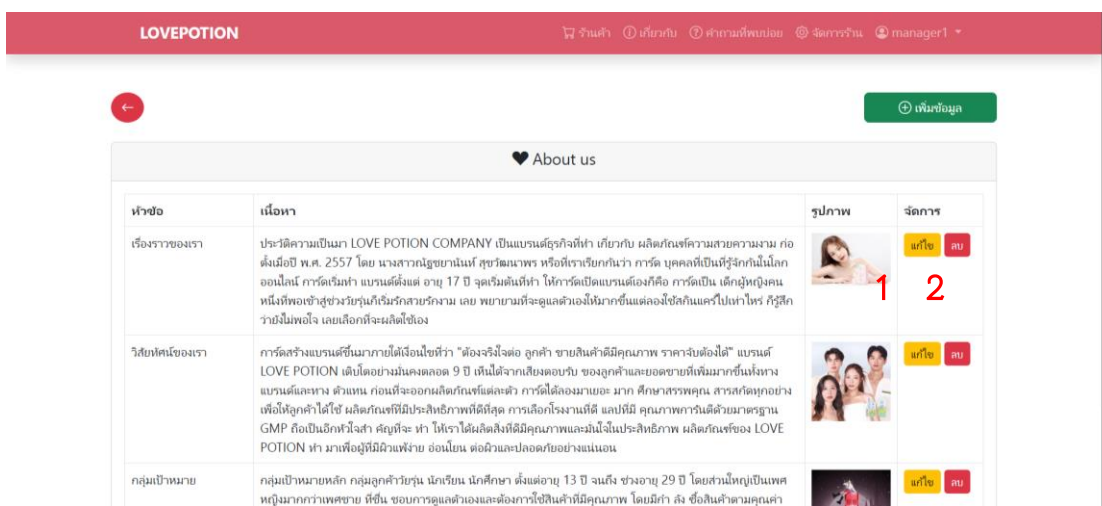 LOVEPOTION
ร้านค้า เกี่ยวกับ คำถามที่พบบ่อย จัดการร้าน manager1
เพิ่มข้อมูล
About us
หัวข้อ เนื้อหา รูปภาพ จัดการ
เรื่องราวของเรา ประวัติความเป็นมา LOVE POTION COMPANY เป็นแบรนด์ธุรกิจที่ทำ เกี่ยวกับ ผลิตภัณฑ์ความสวยความงาม ก่อ แก้ไข ลบ
ตั้งเมื่อปี พ.ศ. 2557 โดย นางสาวณัฐชยานันท์ สุขวัฒนาพร หรือที่เราเรียกกันว่า การ์ด บุคคลที่เป็นที่รู้จักกันในโลก
ออนไลน์ การ์ดเริ่มทำ แบรนด์ตั้งแต่ อายุ 17 ปี จุดเริ่มต้นที่ทำ ให้การ์ดเปิดแบรนด์เองก็คือ การ์ดเป็น เด็กผู้หญิงคน
หนึ่งที่พอเข้าสู่ช่วงวัยรุ่นก็เริ่มรักสวยรักงาม เลย พยายามที่จะดูแลตัวเองให้มากขึ้นแต่ลองใช้สกินแคร์ไปเท่าไหร่ ก็รู้สึก
ว่ายังไม่พอใจ เลยเลือกที่จะผลิตใช้เอง
1 2
วิสัยทัศน์ของเรา การ์ดสร้างแบรนด์ขึ้นมาภายใต้เงื่อนไขที่ว่า "ต้องจริงใจต่อ ลูกค้า ขายสินค้าดีมีคุณภาพ ราคาจับต้องได้" แบรนด์ แก้ไข ลบ
LOVE POTION เติบโตอย่างมั่นคงตลอด 9 ปี เห็นได้จากเสียงตอบรับ ของลูกค้าและยอดขายที่เพิ่มมากขึ้นทั้งทาง
แบรนด์และทาง ตัวแทน ก่อนที่จะออกผลิตภัณฑ์แต่ละตัว การ์ดได้ลองมาเยอะ มาก ศึกษาสรรพคุณ สารสกัดทุกอย่าง
เพื่อให้ลูกค้าได้ใช้ ผลิตภัณฑ์ที่มีประสิทธิภาพที่ดีที่สุด การเลือกโรงงานที่ดี แลปที่มี คุณภาพการันตีด้วยมาตรฐาน
GMP ถือเป็นอีกหัวใจสำ คัญที่จะ ทำ ให้เราได้ผลิตสิ่งที่ดีมีคุณภาพและมั่นใจในประสิทธิภาพ ผลิตภัณฑ์ของ LOVE
POTION ทำ มาเพื่อผู้ที่มีผิวแพ้ง่าย อ่อนโยน ต่อผิวและปลอดภัยอย่างแน่นอน
กลุ่มเป้าหมาย กลุ่มเป้าหมายหลัก กลุ่มลูกค้าวัยรุ่น นักเรียน นักศึกษา ตั้งแต่อายุ 13 ปี จนถึง ช่วงอายุ 29 ปี โดยส่วนใหญ่เป็นเพศ แก้ไข ลบ
หญิงมากกว่าเพศชาย ที่ชื่น ชอบการดูแลตัวเองและต้องการใช้สินค้าที่มีคุณภาพ โดยมีกำ ลัง ซื้อสินค้าตามคุณค่า